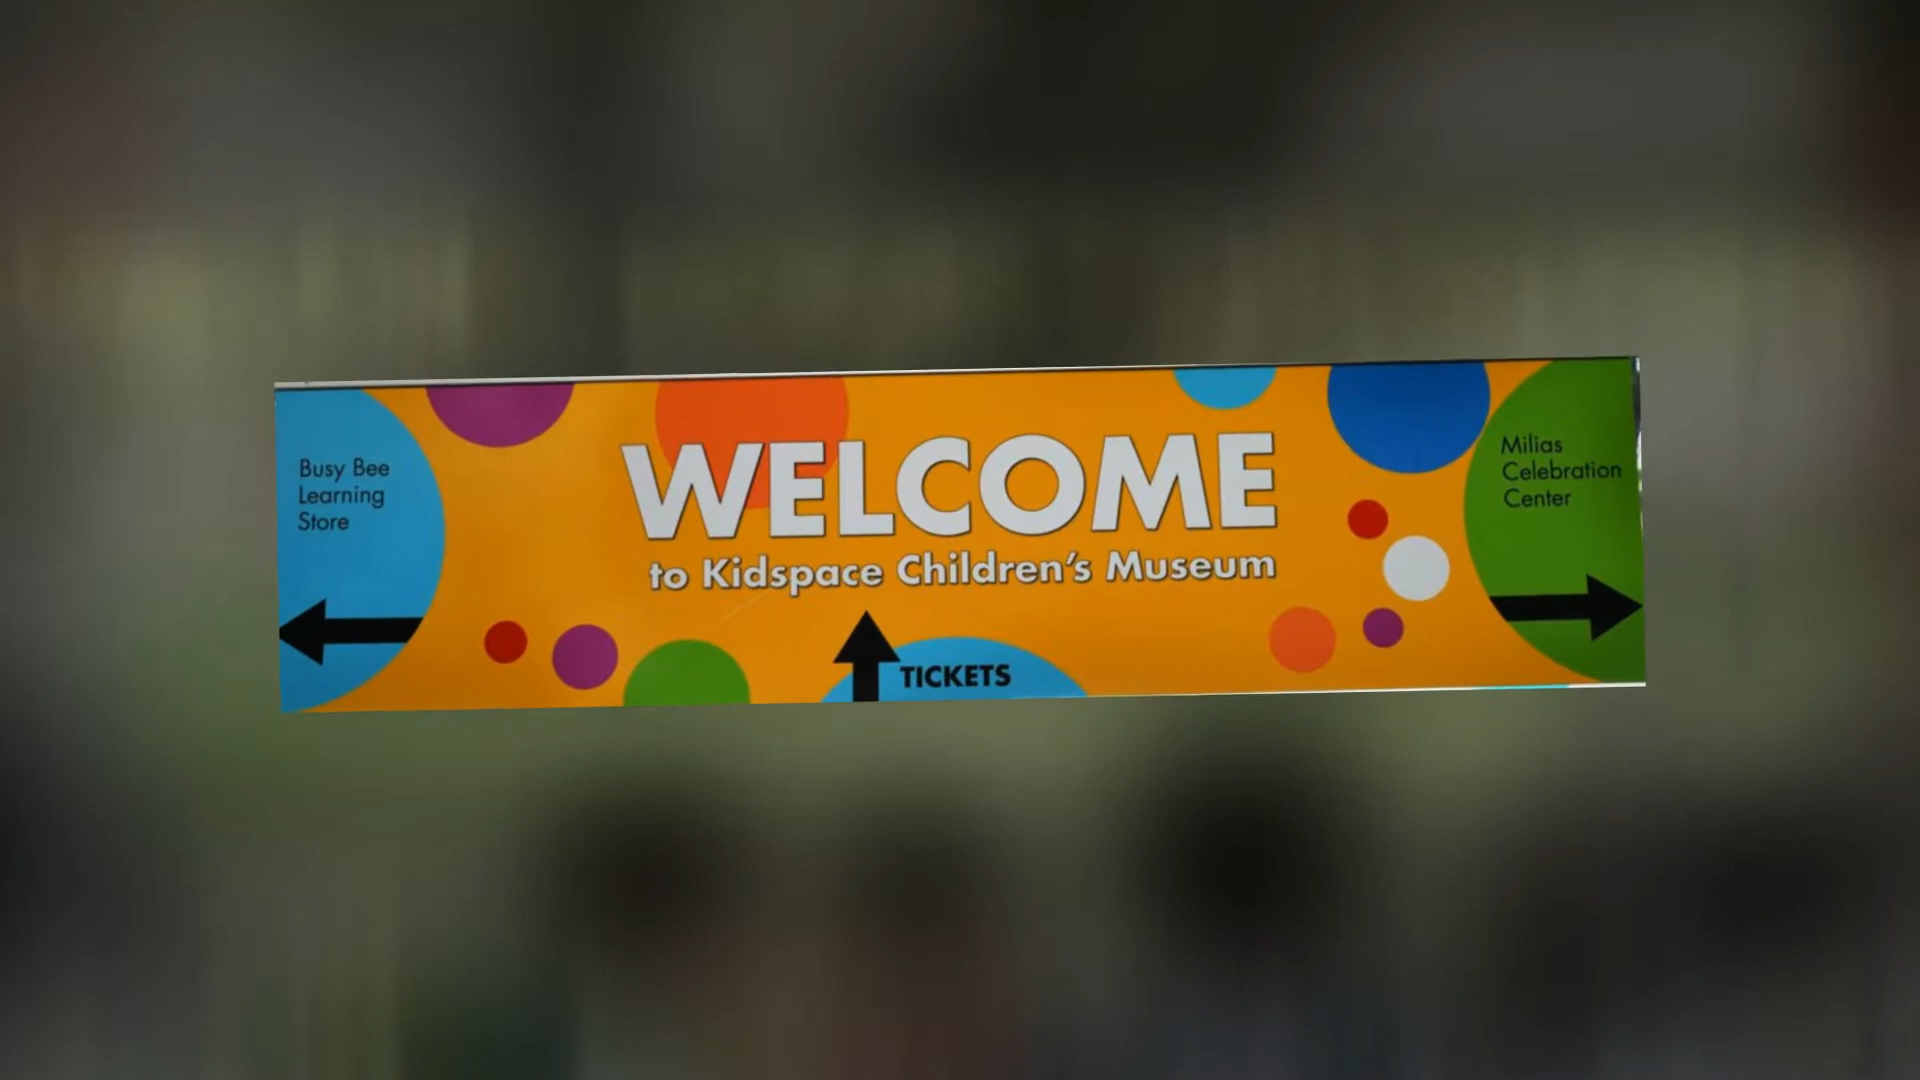 WELCOME
to Kidspace Children's Museum
Busy Bee
Learning
Store
TICKETS
Milias
Celebration
Center